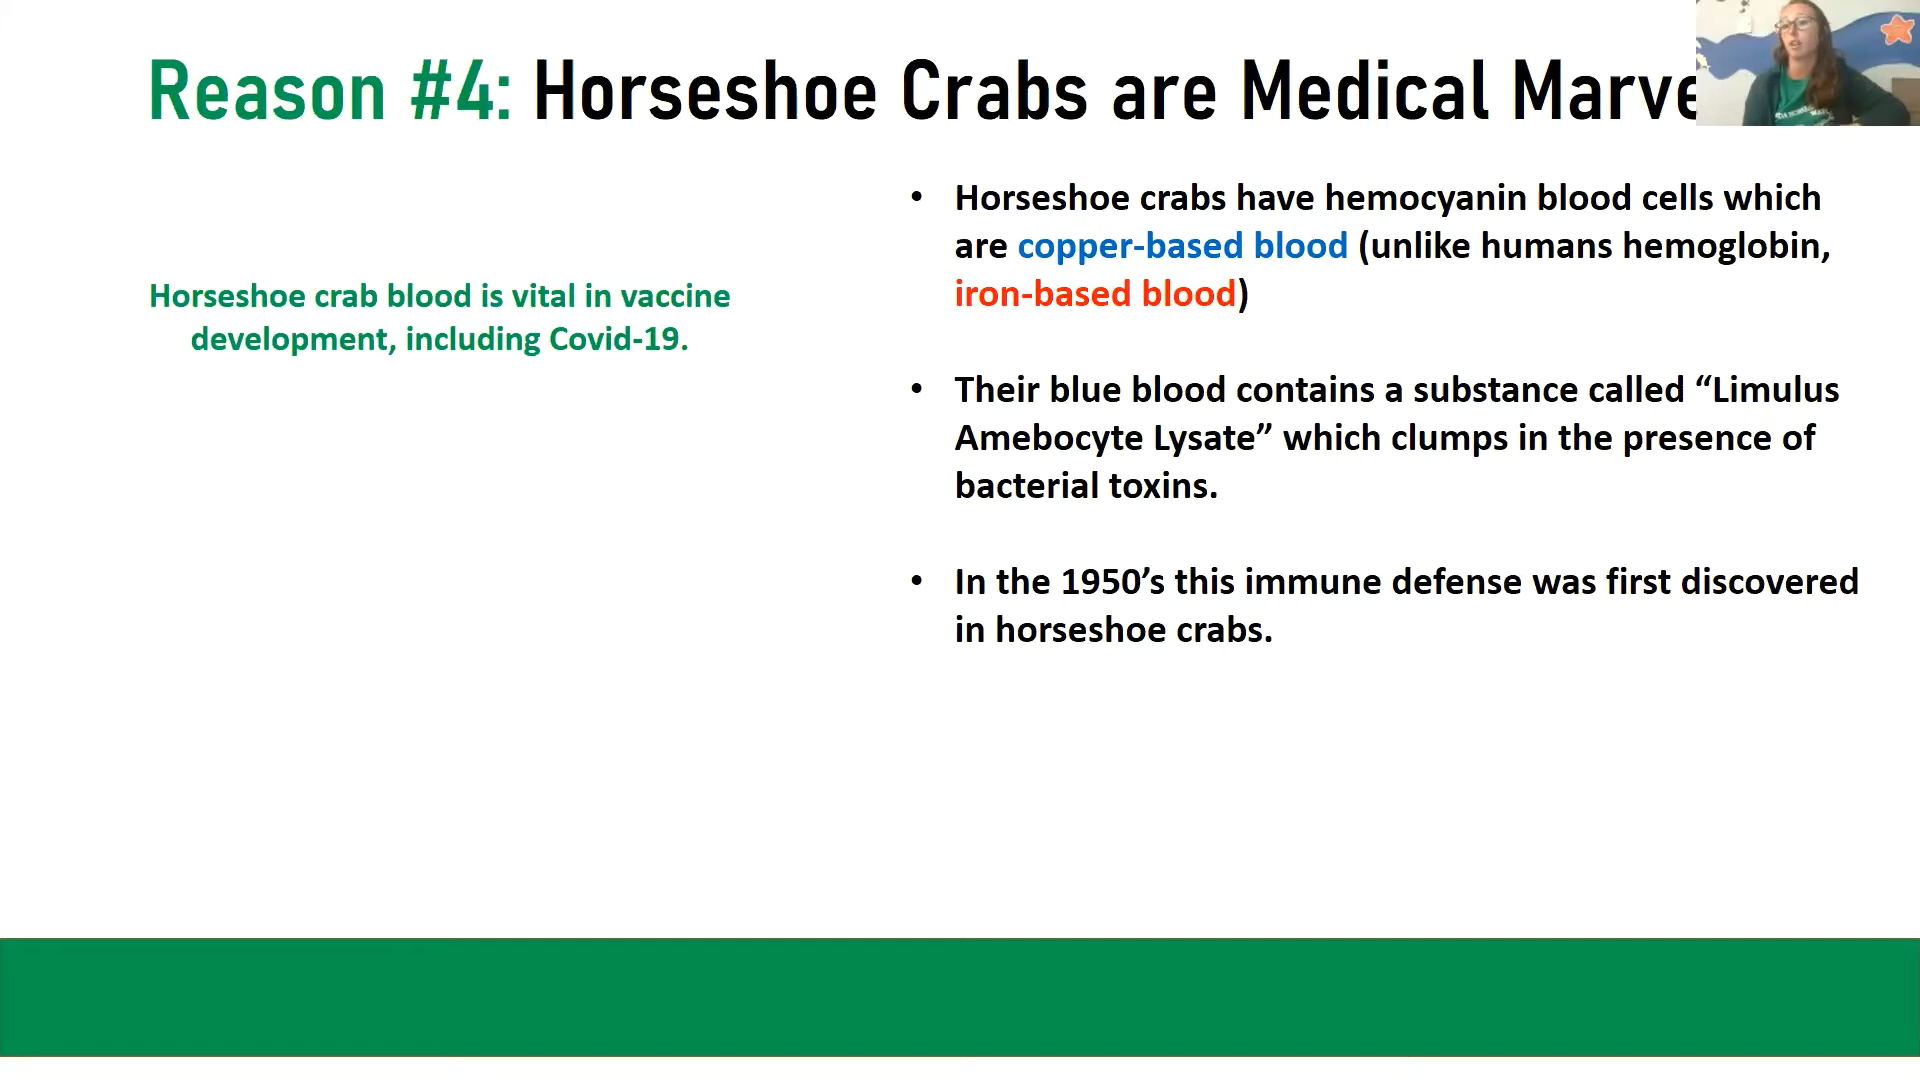 Reason #4: Horseshoe Crabs are Medical
Horseshoe crab blood is vital in vaccine
development, including Covid-19.
• Horseshoe crabs have hemocyanin blood cells which
are copper-based blood (unlike humans hemoglobin,
iron-based blood)
• Their blue blood contains a substance called “Limulus
Amebocyte Lysate” which clumps in the presence of
bacterial toxins.
• In the 1950’s this immune defense was first discovered
in horseshoe crabs.